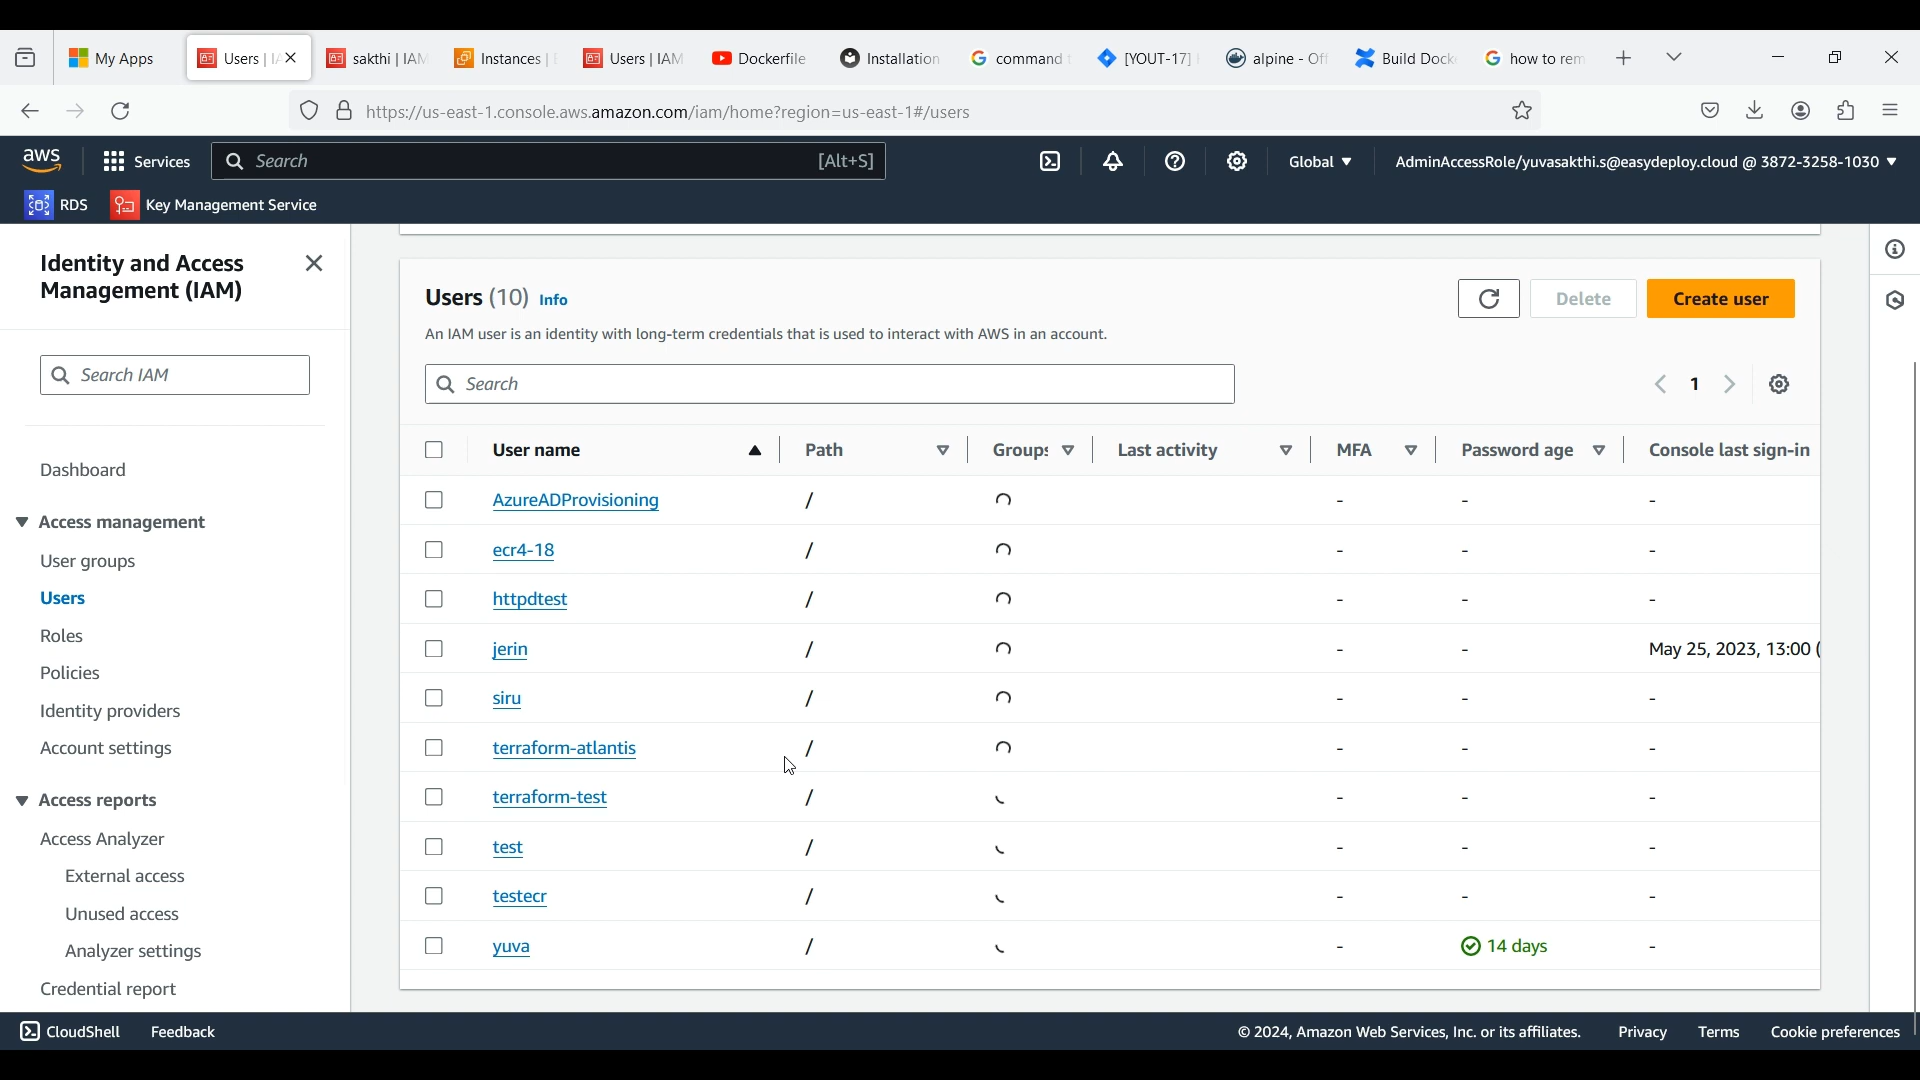 My Apps
Users | IA
sakthi | IAM
Instances | E
Users | IAM
Dockerfile
Installation
command t
[YOUT-17]
alpine - Off
Build Docke
how to rem
https://us-east-1.console.aws.amazon.com/iam/home?region=us-east-1#/users
aws
Services
Search
[Alt+S]
Global
AdminAccessRole/yuvasakthi.s@easydeploy.cloud @ 3872-3258-1030
RDS
Key Management Service
Identity and Access
Management (IAM)
Search IAM
Dashboard
Access management
User groups
Users
Roles
Policies
Identity providers
Account settings
Access reports
Access Analyzer
External access
Unused access
Analyzer settings
Credential report
Users (10) Info
Delete
Create user
An IAM user is an identity with long-term credentials that is used to interact with AWS in an account.
Search
1
User name Path Groups Last activity MFA Password age Console last sign-in
AzureADProvisioning / - - -
ecr4-18 / - - -
httpdtest / - - -
jerin / - - May 25, 2023, 13:00 (
siru / - - -
terraform-atlantis / - - -
terraform-test / - - -
test / - - -
testecr / - - -
yuva / - 14 days -
CloudShell
Feedback
© 2024, Amazon Web Services, Inc. or its affiliates.
Privacy
Terms
Cookie preferences